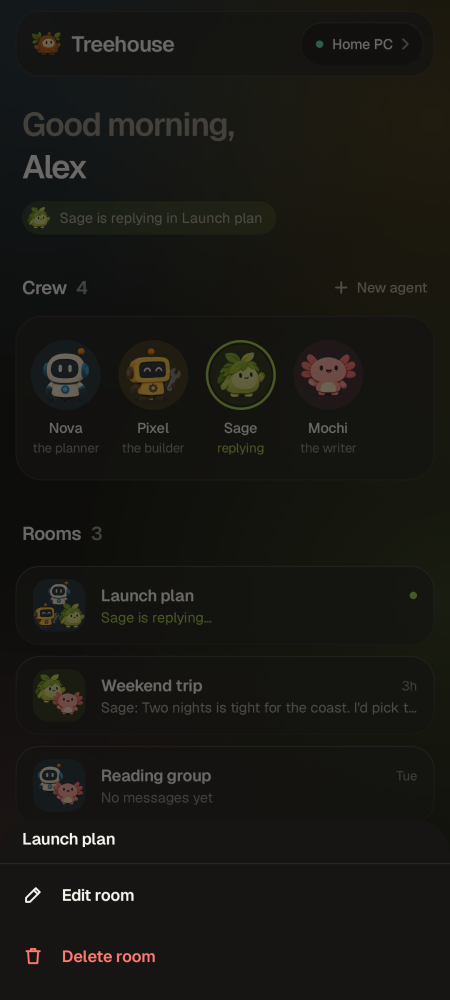 Treehouse
Home PC
Good morning,
Alex
Sage is replying in Launch plan
Crew 4
New agent
Nova
the planner
Pixel
the builder
Sage
replying
Mochi
the writer
Rooms 3
Launch plan
Sage is replying...
Weekend trip
3h
Sage: Two nights is tight for the coast. I'd pick t...
Reading group
Tue
No messages yet
Launch plan
Edit room
Delete room